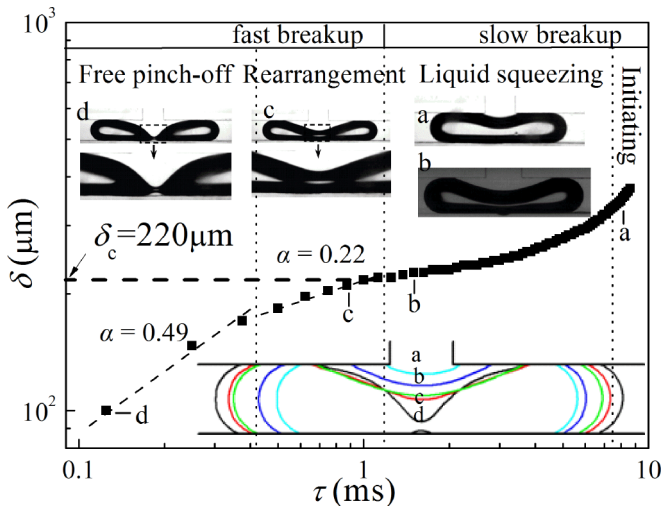 10³
fast breakup
slow breakup
Free pinch-off
Rearrangement
Liquid squeezing
Initiating
d
c
a
b
δc=220μm
α = 0.22
δ (μm)
a
b
c
α = 0.49
a
b
c
d
10²
d
0.1
1
10
τ (ms)